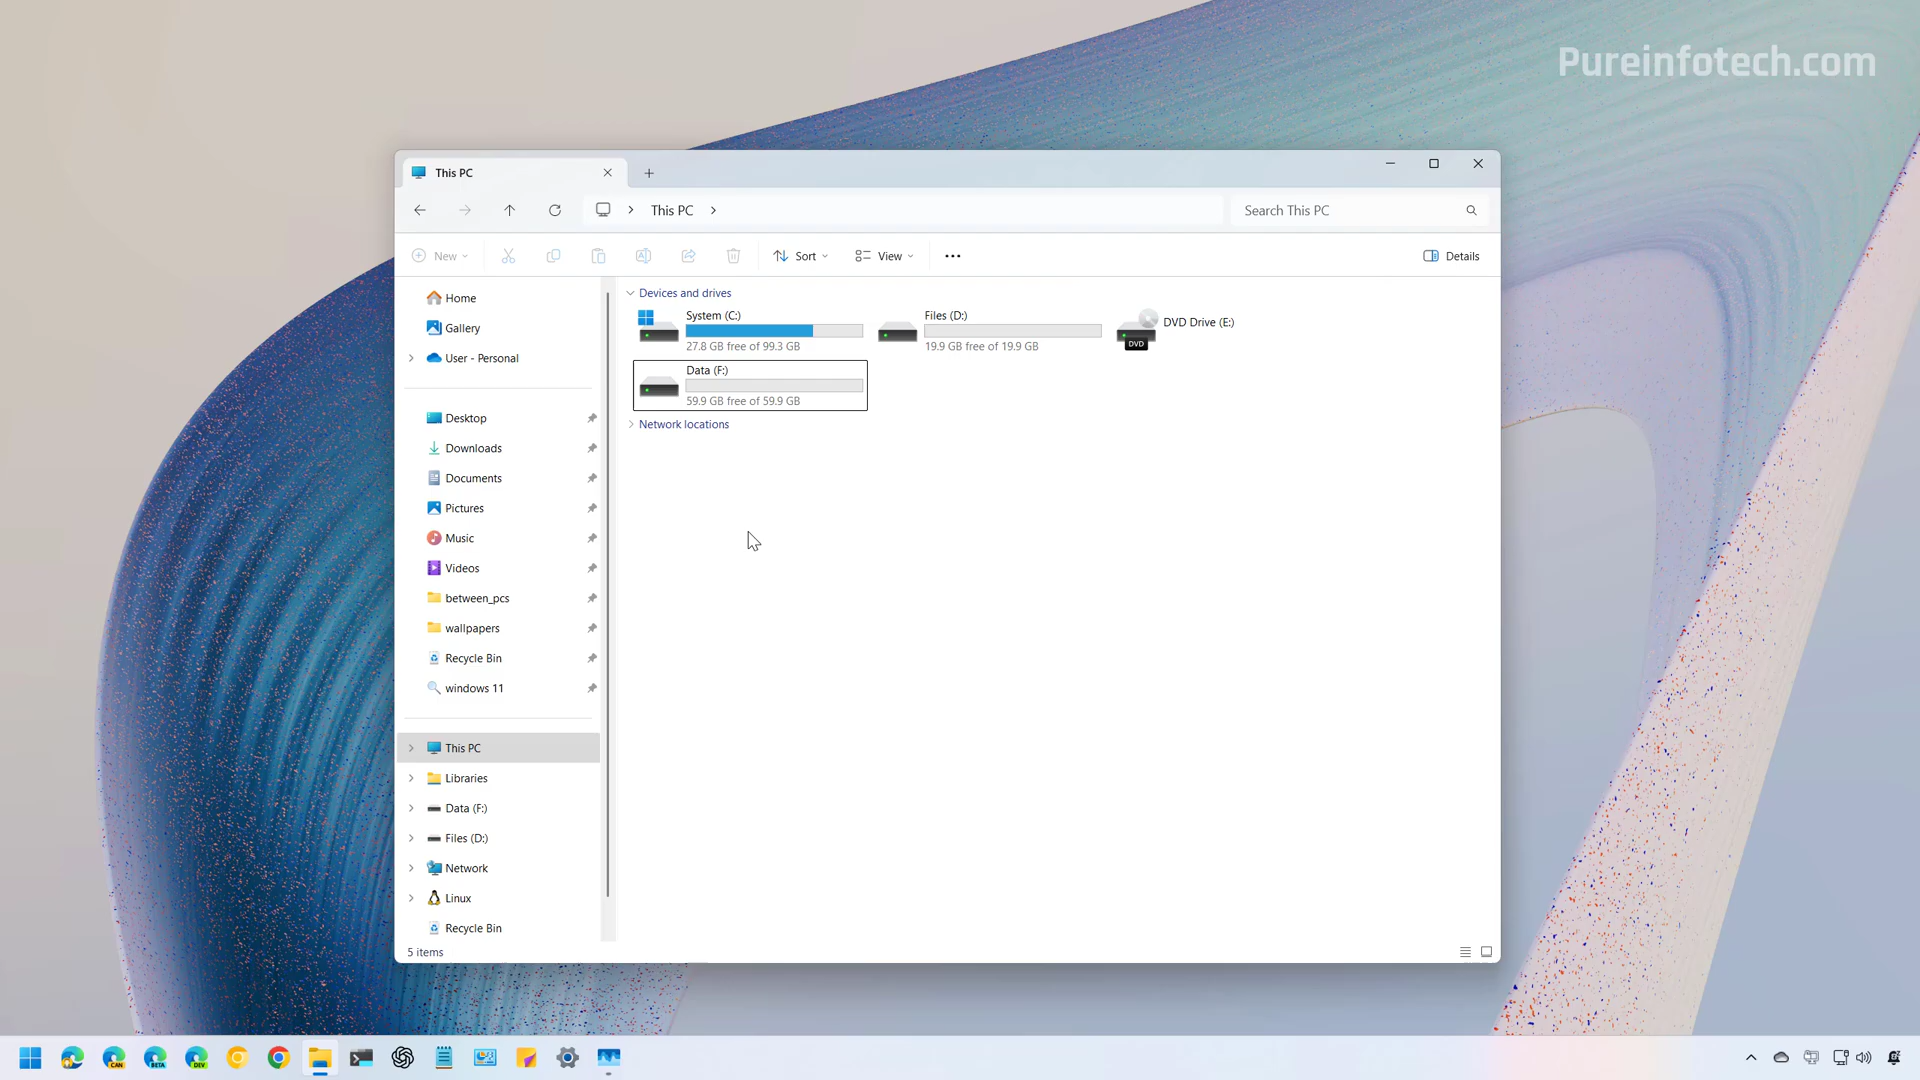 Pureinfotech.com
This PC
This PC
Search This PC
New
Sort
View
Details
Home
Gallery
User - Personal
Desktop
Downloads
Documents
Pictures
Music
Videos
between_pcs
wallpapers
Recycle Bin
windows 11
This PC
Libraries
Data (F:)
Files (D:)
Network
Linux
Recycle Bin
Devices and drives
System (C:)
27.8 GB free of 99.3 GB
Files (D:)
19.9 GB free of 19.9 GB
DVD Drive (E:)
DVD
Data (F:)
59.9 GB free of 59.9 GB
Network locations
5 items
CAN
BETA
DEV